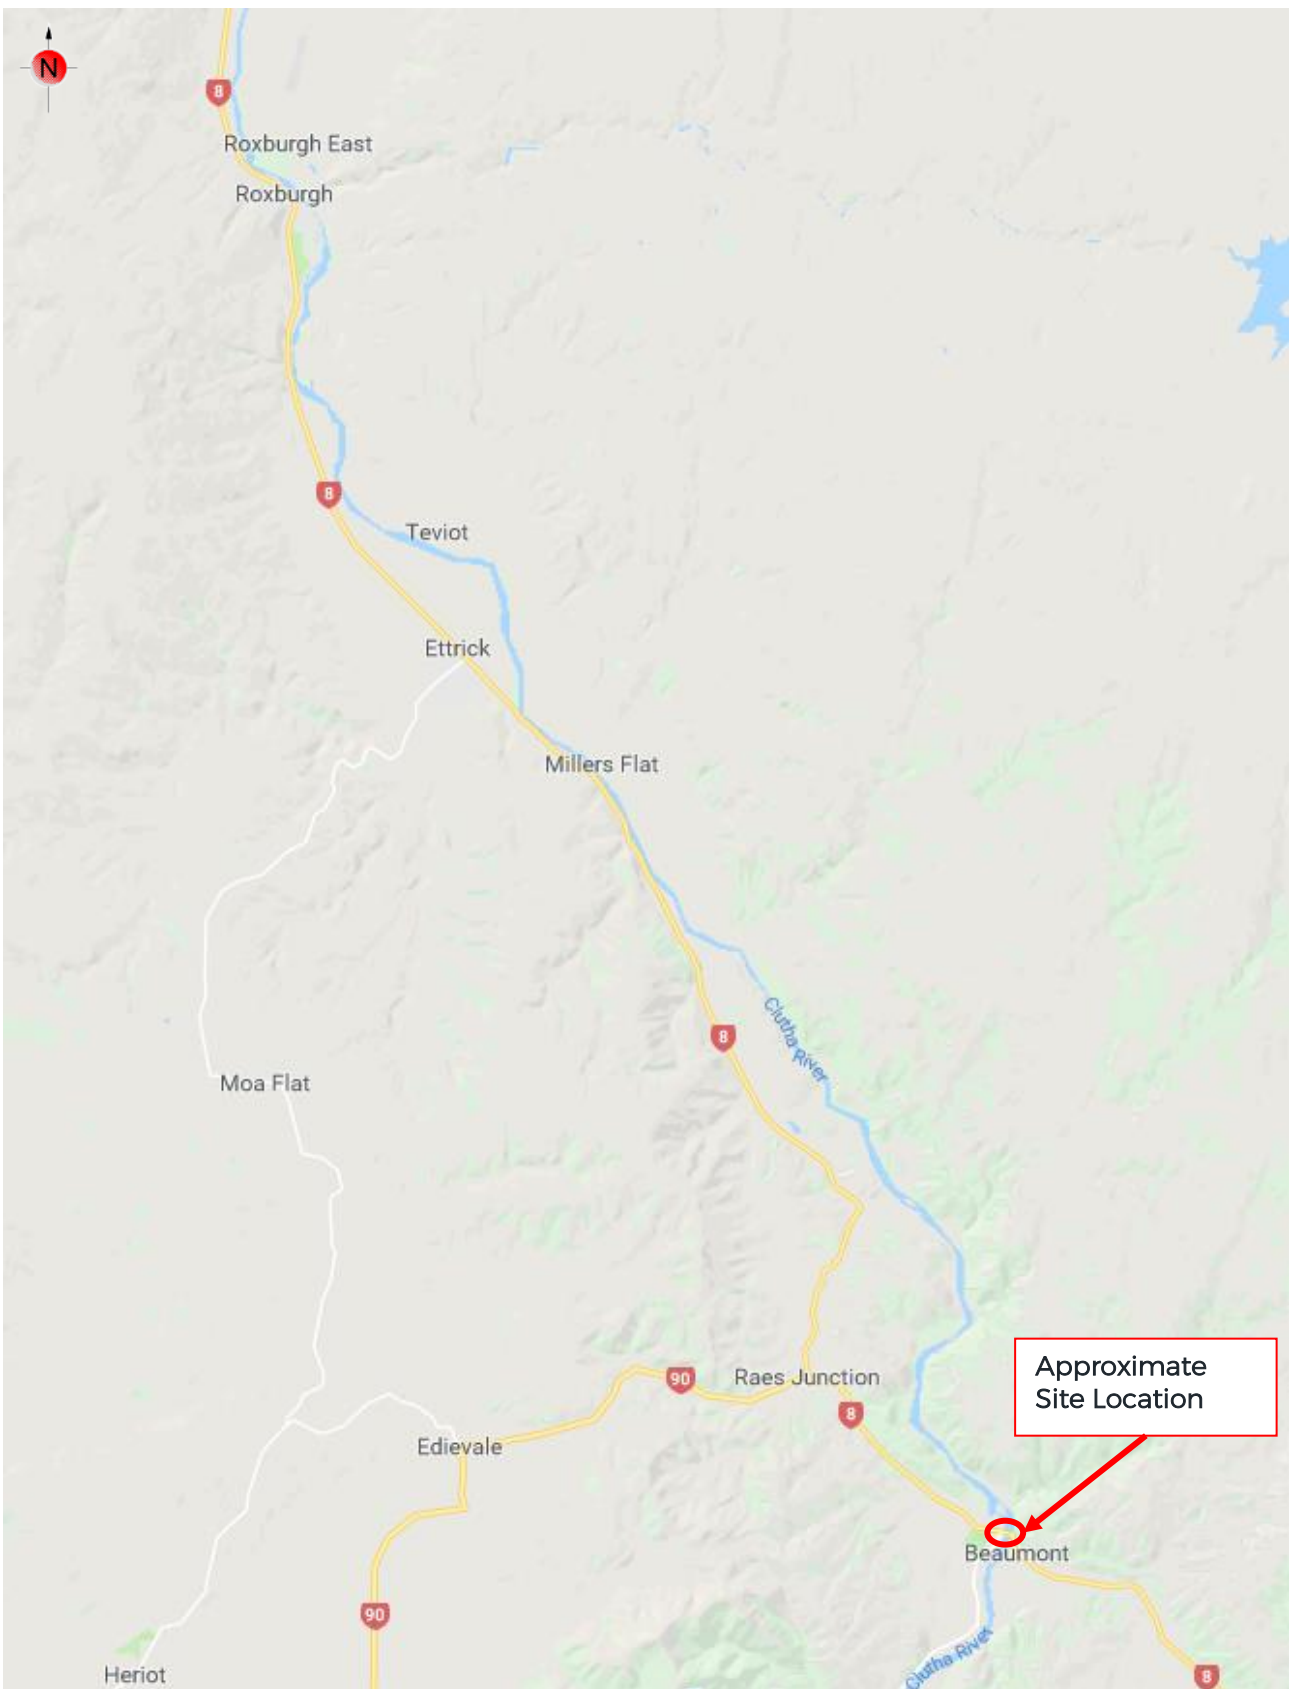 N
8
Roxburgh East
Roxburgh
8
Teviot
Ettrick
Millers Flat
Clutha River
8
Moa Flat
Approximate
Site Location
90
Raes Junction
8
Edievale
Beaumont
90
Clutha River
Heriot
8